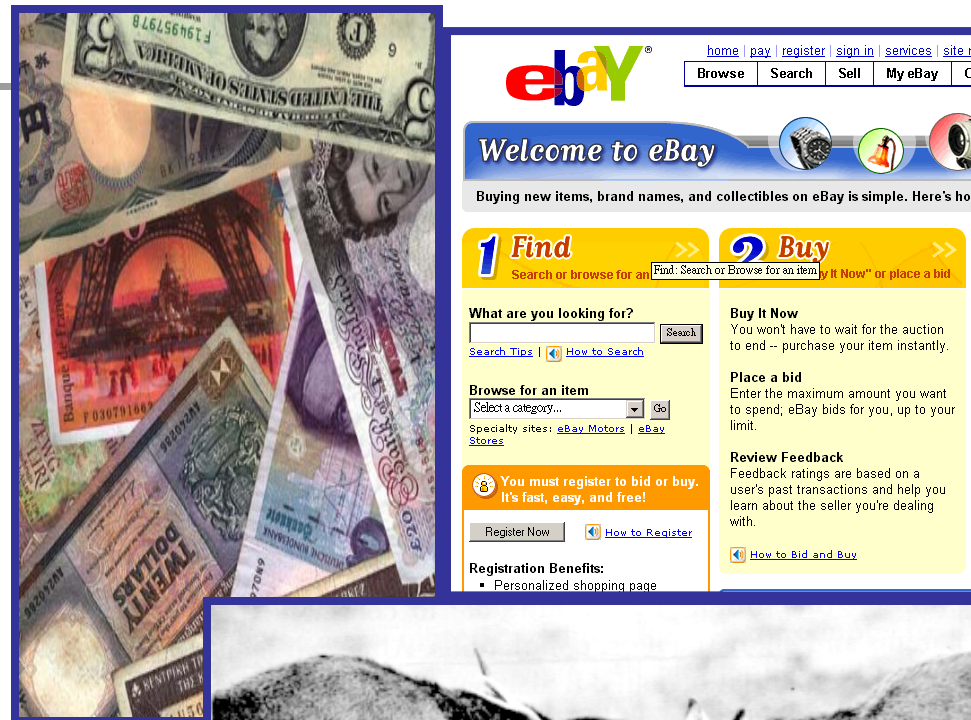 F19495797B
9
THE UNITED STATES OF AMERICA
Banque de France
TWENTY
DOLLARS
AVZ240286
ΚΕΝΤΡΙΚΗ ΤΡ
ΤΗΣ
£20
ebaY®
home | pay | register | sign in | services | site
Browse
Search
Sell
My eBay
Welcome to eBay
Buying new items, brand names, and collectibles on eBay is simple. Here's ho
1 Find
Search or browse for an
Find: Search or Browse for an item
What are you looking for?
Search
Search Tips | How to Search
Browse for an item
Select a category...
Go
Specialty sites: eBay Motors | eBay
Stores
You must register to bid or buy.
It's fast, easy, and free!
Register Now
How to Register
Registration Benefits:
▪ Personalized shopping page
2 Buy
y It Now" or place a bid
Buy It Now
You won't have to wait for the auction
to end -- purchase your item instantly.
Place a bid
Enter the maximum amount you want
to spend; eBay bids for you, up to your
limit.
Review Feedback
Feedback ratings are based on a
user's past transactions and help you
learn about the seller you're dealing
with.
How to Bid and Buy